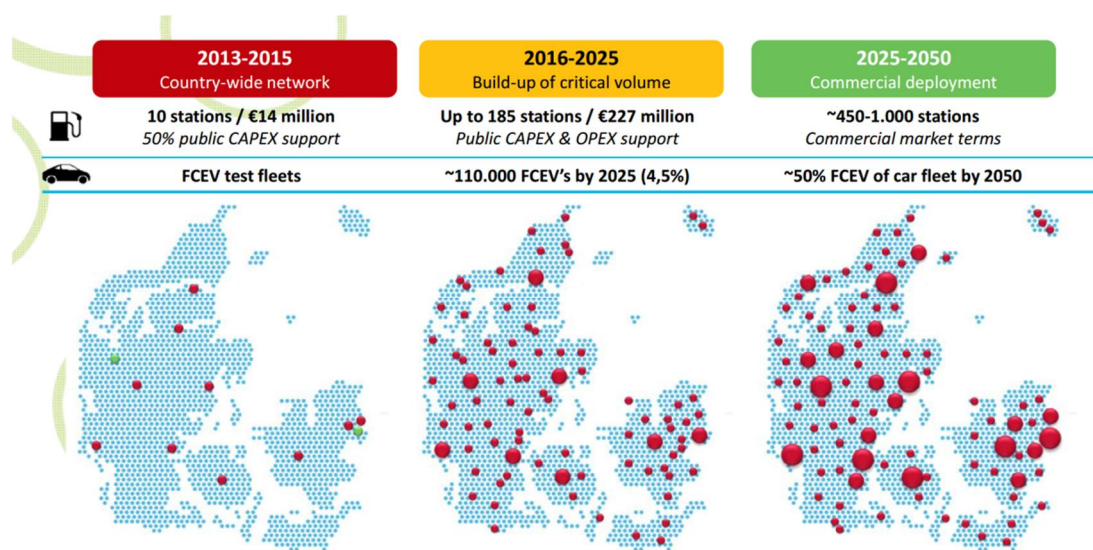 2013-2015
Country-wide network
2016-2025
Build-up of critical volume
2025-2050
Commercial deployment
10 stations / €14 million
50% public CAPEX support
Up to 185 stations / €227 million
Public CAPEX & OPEX support
~450-1.000 stations
Commercial market terms
FCEV test fleets
~110.000 FCEV's by 2025 (4,5%)
~50% FCEV of car fleet by 2050